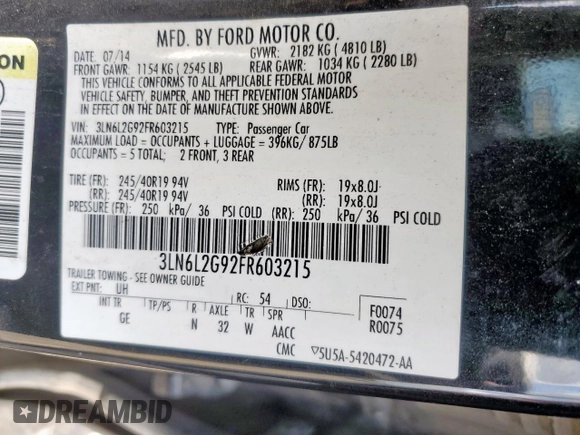 MFD. BY FORD MOTOR CO.
DATE: 07/14 GVWR: 2182 KG ( 4810 LB)
FRONT GAWR: 1154 KG ( 2545 LB) REAR GAWR: 1034 KG ( 2280 LB)
THIS VEHICLE CONFORMS TO ALL APPLICABLE FEDERAL MOTOR
VEHICLE SAFETY, BUMPER, AND THEFT PREVENTION STANDARDS
IN EFFECT ON THE DATE OF MANUFACTURE SHOWN ABOVE.
VIN: 3LN6L2G92FR603215 TYPE: Passenger Car
MAXIMUM LOAD = OCCUPANTS + LUGGAGE = 396KG/ 875LB
OCCUPANTS = 5 TOTAL; 2 FRONT, 3 REAR
TIRE (FR): 245/40R19 94V RIMS (FR): 19x8.0J
(RR): 245/40R19 94V (RR): 19x8.0J
PRESSURE (FR): 250 kPa/ 36 PSI COLD (RR): 250 kPa/ 36 PSI COLD
3LN6L2G92FR603215
TRAILER TOWING - SEE OWNER GUIDE
EXT PNT: UH RC: 54 DSO:
INT TR TP/PS R AXLE TR SPR F0074
GE N 32 W AACC R0075
CMC 5U5A-5420472-AA
ON
DREAMBID